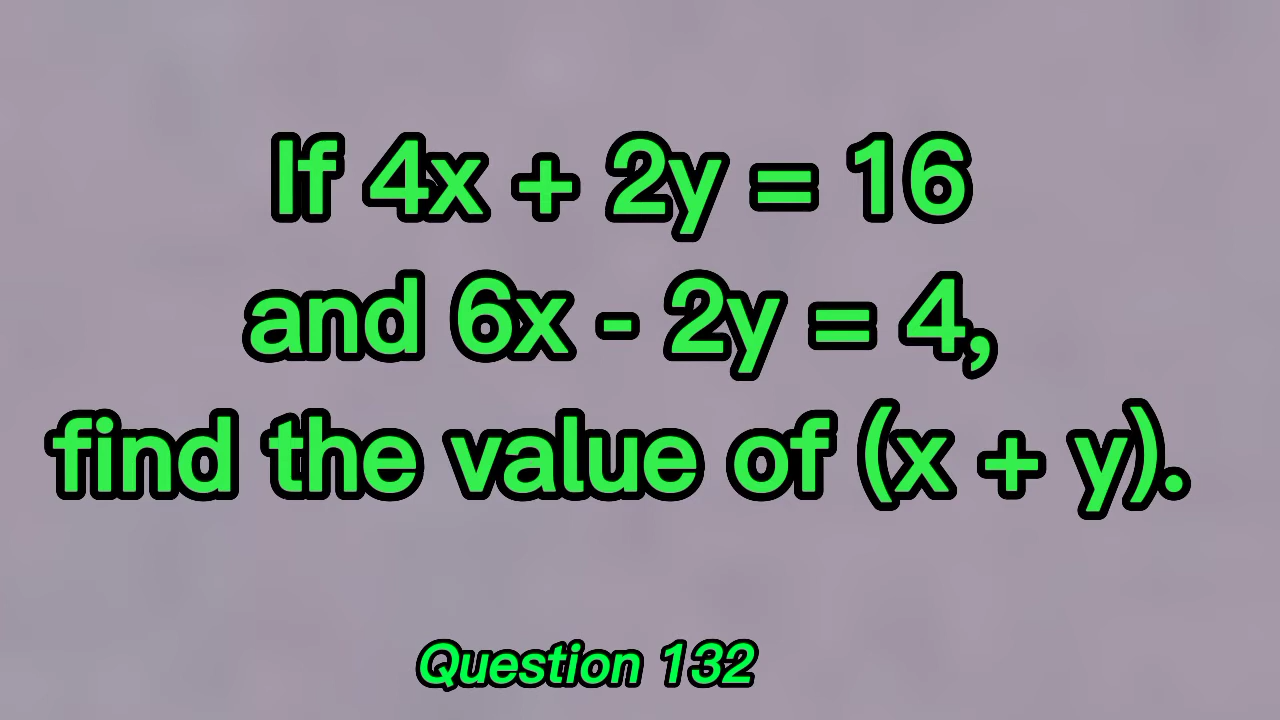 If 4x + 2y = 16
and 6x - 2y = 4,
find the value of (x + y).
Question 132